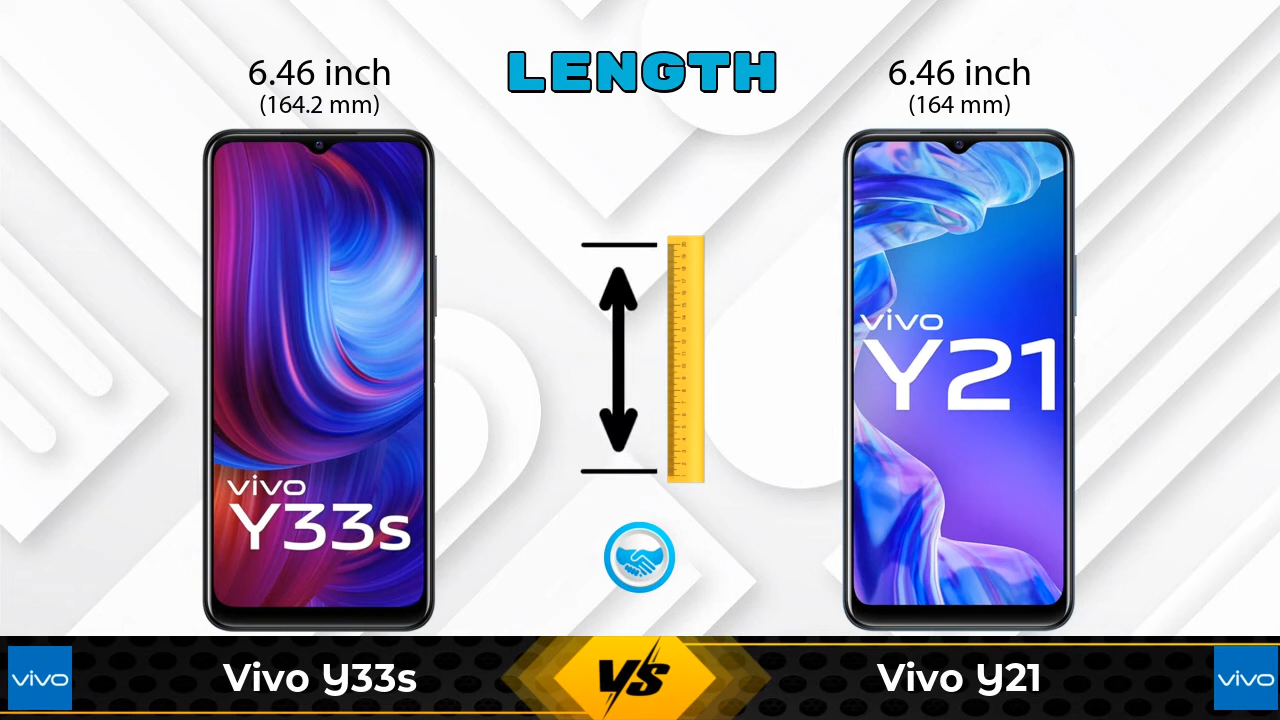 LENGTH
6.46 inch
(164.2 mm)
6.46 inch
(164 mm)
vivo
Y33s
vivo
Y21
vivo
Vivo Y33s
VS
Vivo Y21
vivo